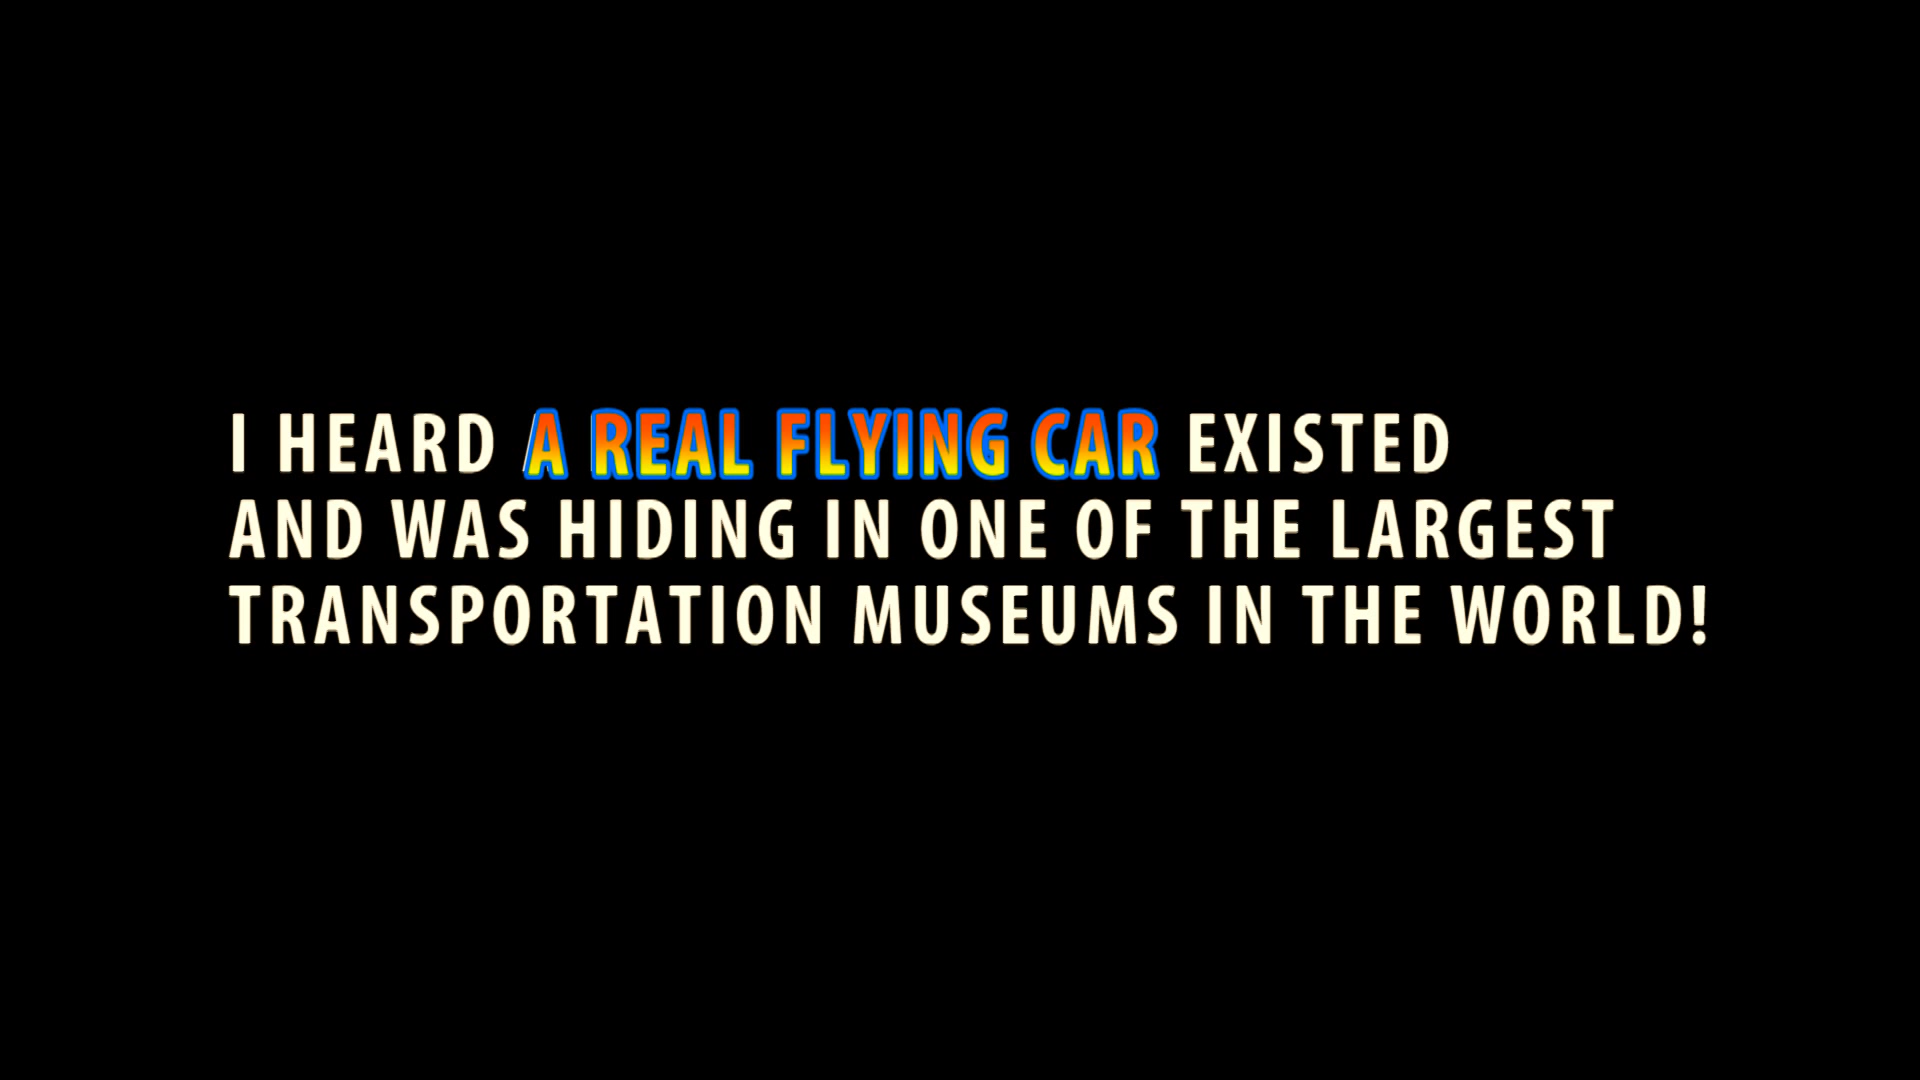 I HEARD A REAL FLYING CAR EXISTED
AND WAS HIDING IN ONE OF THE LARGEST
TRANSPORTATION MUSEUMS IN THE WORLD!